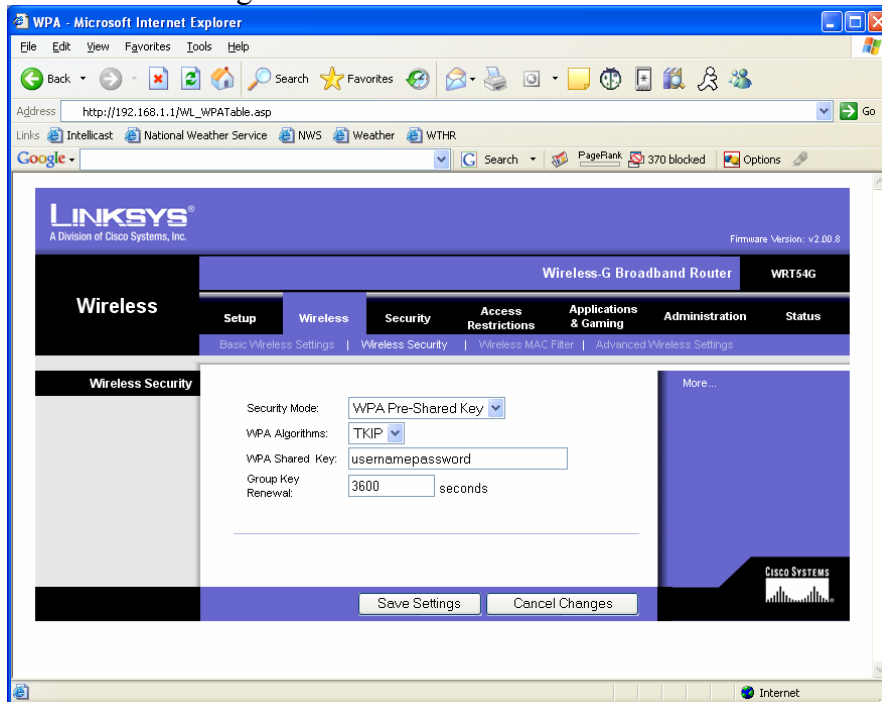 WPA - Microsoft Internet Explorer
File Edit View Favorites Tools Help
Back Search Favorites
Address http://192.168.1.1/WL_WPATable.asp Go
Links Intellicast National Weather Service NWS Weather WTHR
Google Search PageRank 370 blocked Options
LINKSYS®
A Division of Cisco Systems, Inc.
Firmware Version: v2.00.8
Wireless-G Broadband Router WRT54G
Wireless
Setup Wireless Security Access Restrictions Applications & Gaming Administration Status
Basic Wireless Settings | Wireless Security | Wireless MAC Filter | Advanced Wireless Settings
Wireless Security
More...
Security Mode: WPA Pre-Shared Key
WPA Algorithms: TKIP
WPA Shared Key: usernamepassword
Group Key Renewal: 3600 seconds
CISCO SYSTEMS
Save Settings Cancel Changes
Internet